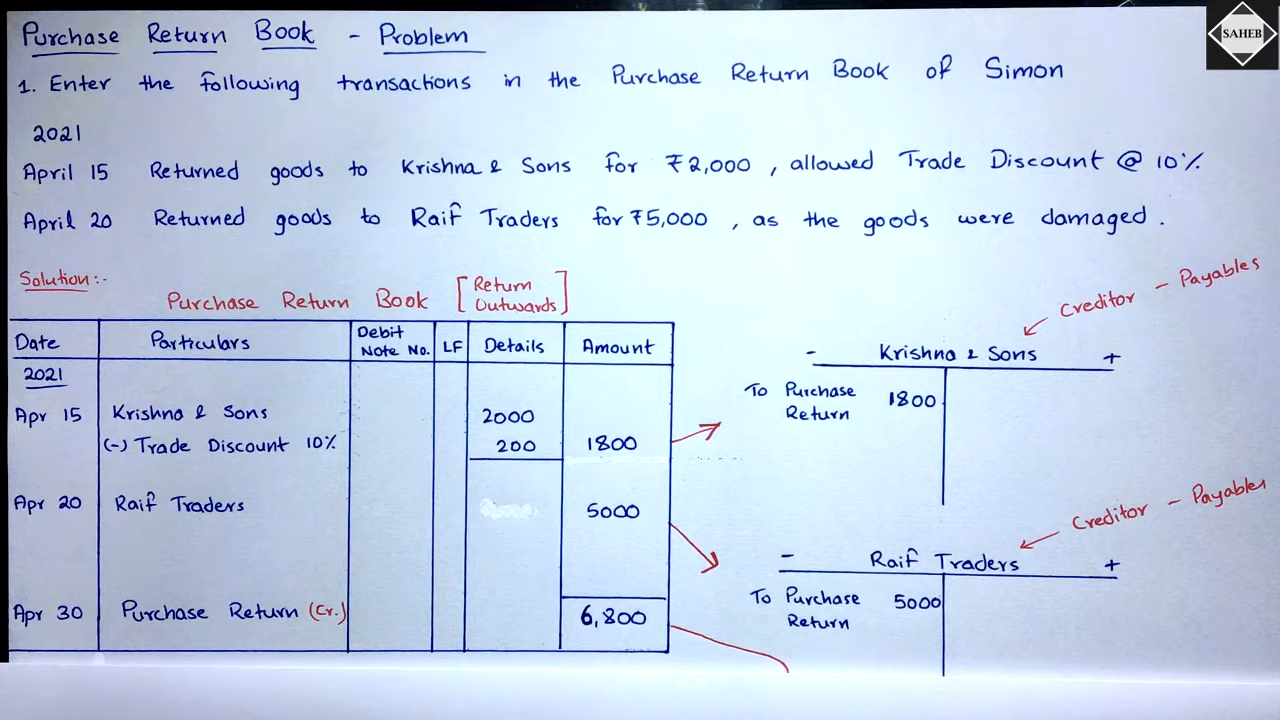 SAHEB
Purchase Return Book - Problem
1. Enter the following transactions in the Purchase Return Book of Simon
2021
April 15 Returned goods to Krishna & Sons for ₹2,000, allowed Trade Discount @ 10%
April 20 Returned goods to Raif Traders for ₹5,000, as the goods were damaged.
Solution:-
Purchase Return Book [Return Outwards]
Date Particulars Debit Note No. LF Details Amount
2021
Apr 15 Krishna & Sons 2000
(-) Trade Discount 10% 200 1800
Apr 20 Raif Traders 5000
Apr 30 Purchase Return (Cr.) 6,800
Creditor - Payables
- Krishna & Sons +
To Purchase Return 1800
Creditor - Payables
- Raif Traders +
To Purchase Return 5000